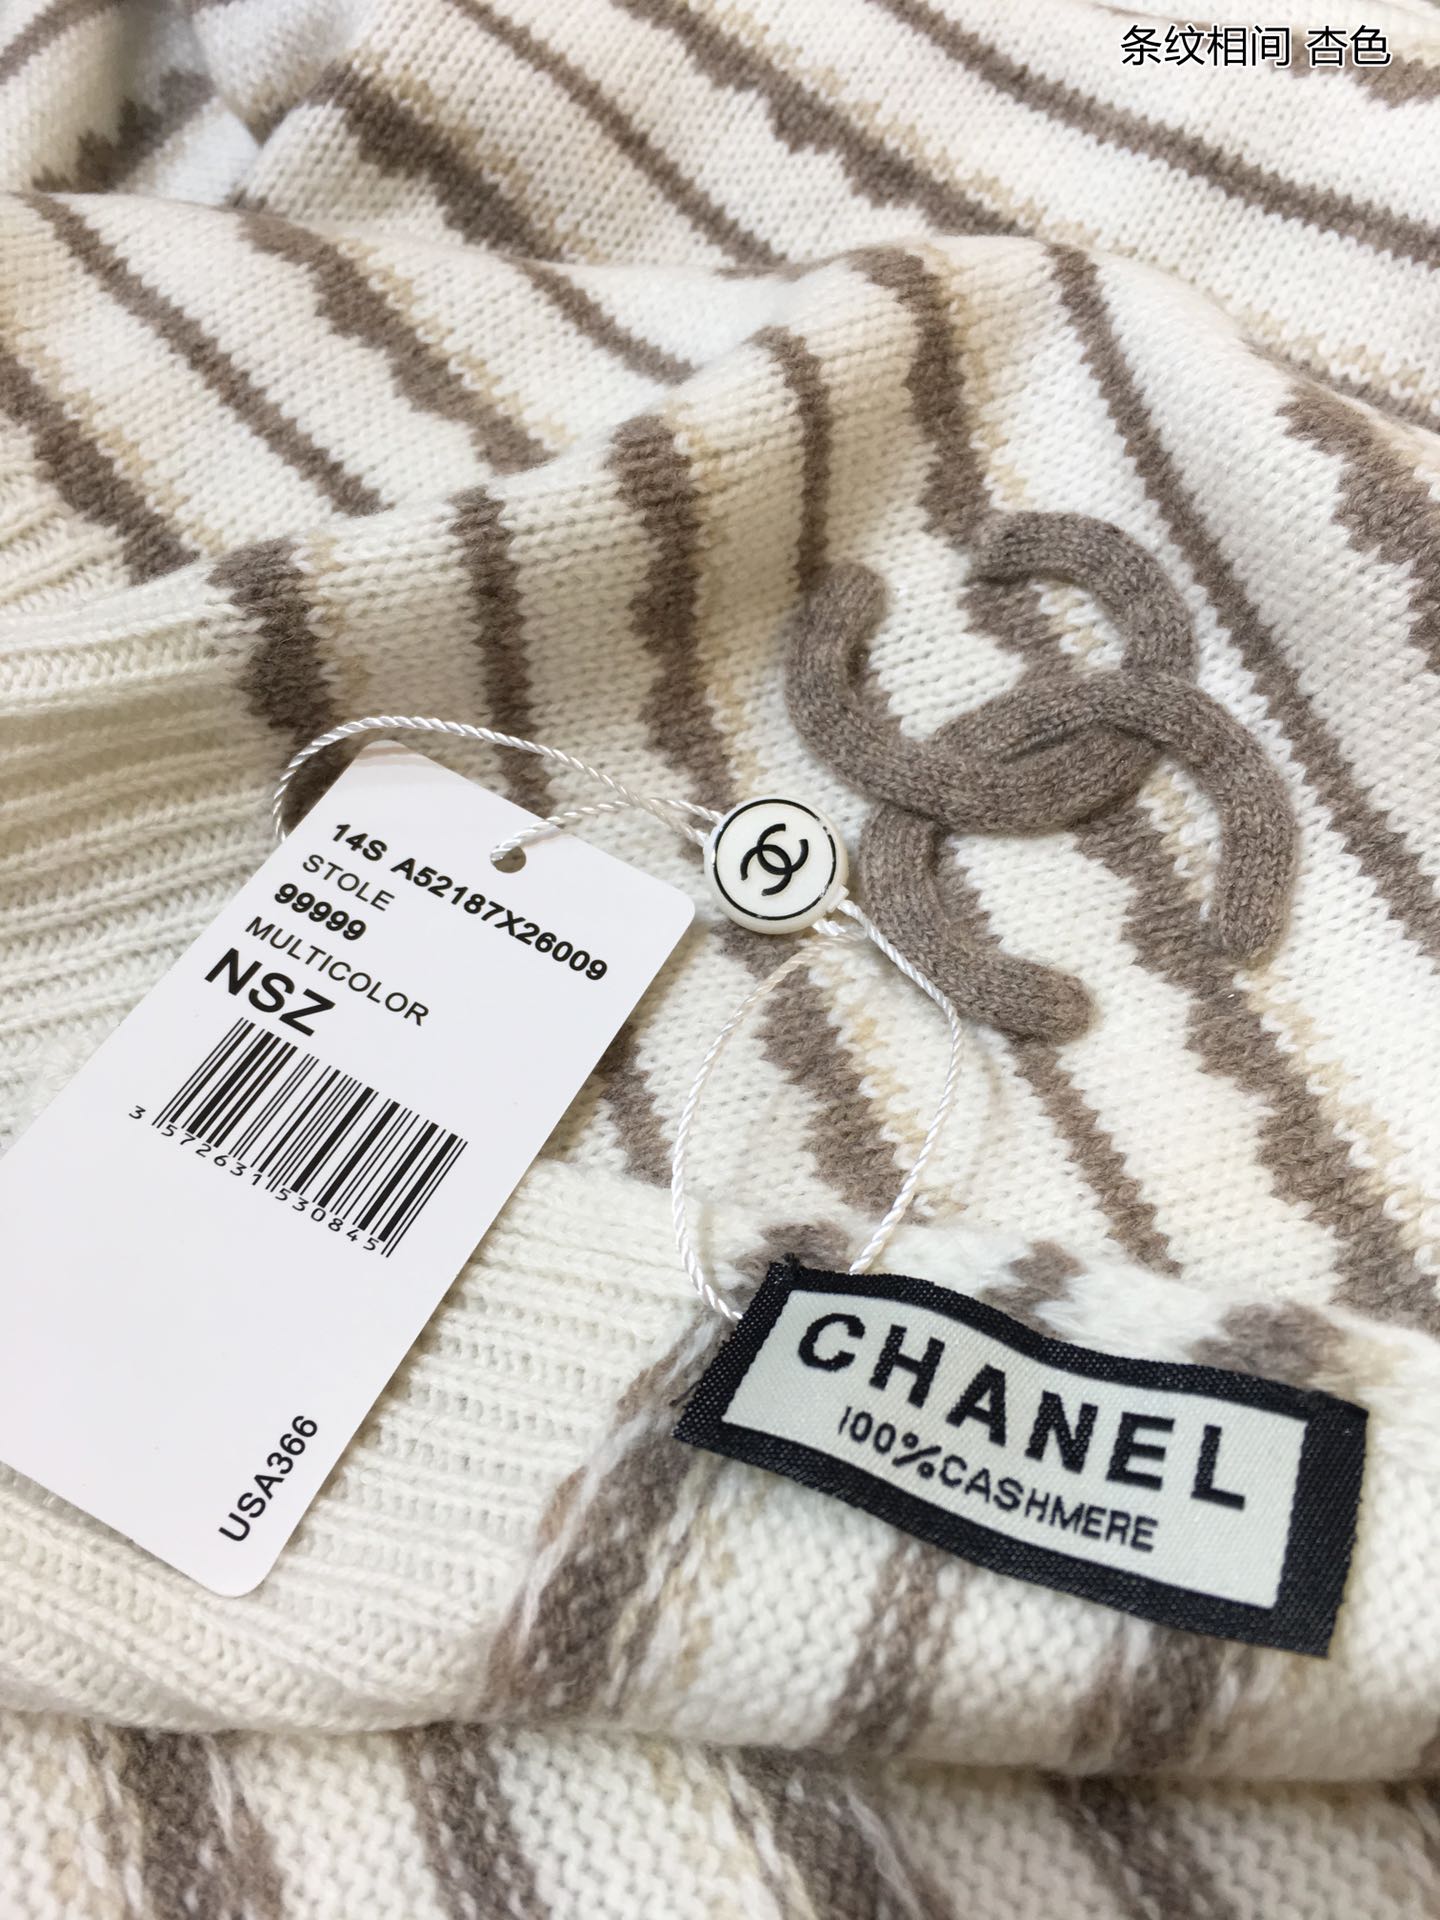 条纹相间 杏色
14S A52187X26009
STOLE
99999
MULTICOLOR
NSZ
3 572631 530845
USA366
CHANEL
100%CASHMERE